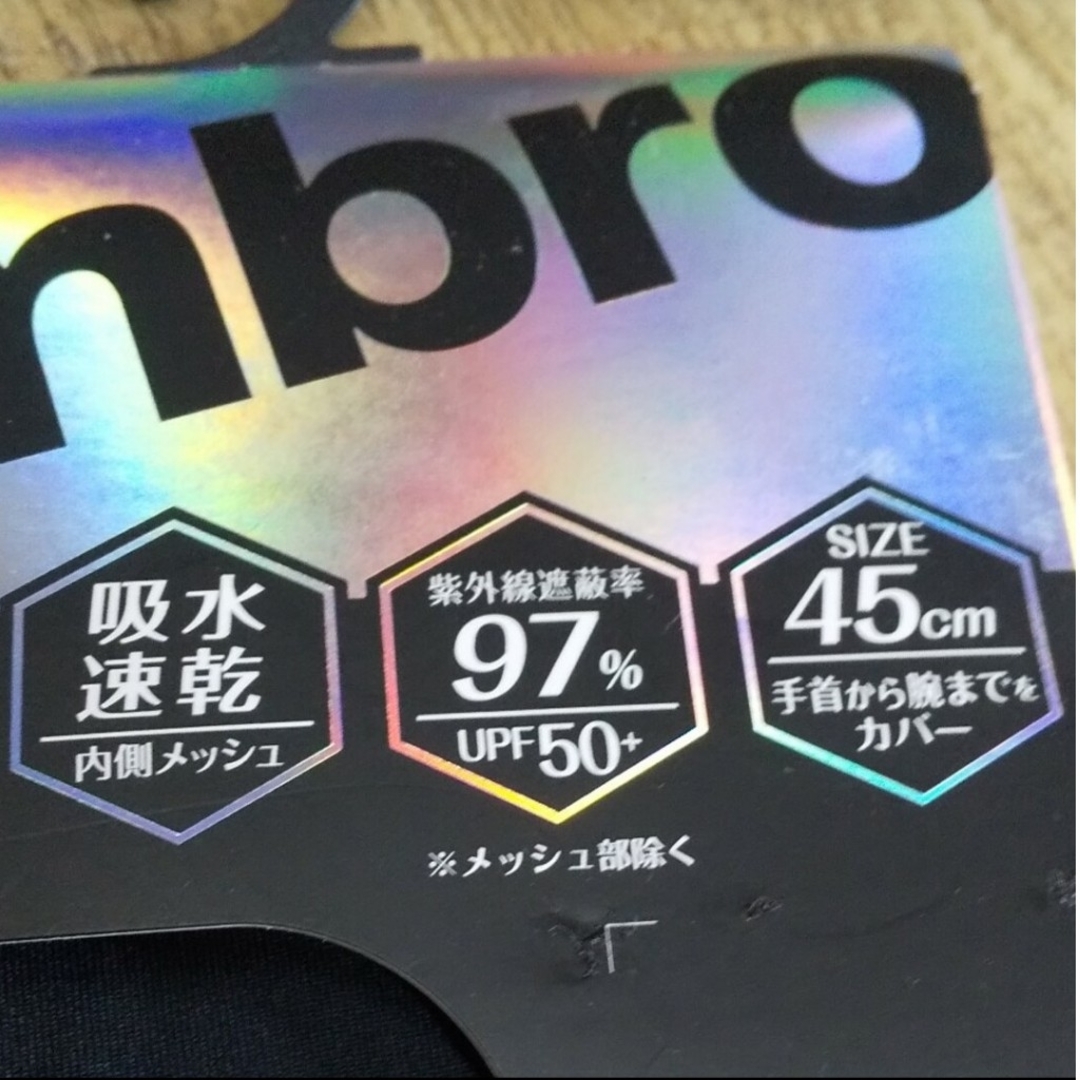 mbro
吸水
速乾
内側メッシュ
紫外線遮蔽率
97%
UPF50+
SIZE
45cm
手首から腕までを
カバー
※メッシュ部除く